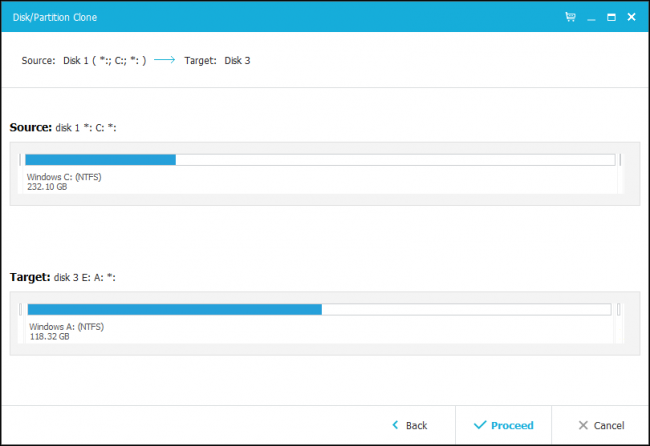 Disk/Partition Clone
Source: Disk 1 ( *:; C:; *: ) Target: Disk 3
Source: disk 1 *: C: *:
Windows C: (NTFS)
232.10 GB
Target: disk 3 E: A: *:
Windows A: (NTFS)
118.32 GB
Back Proceed Cancel